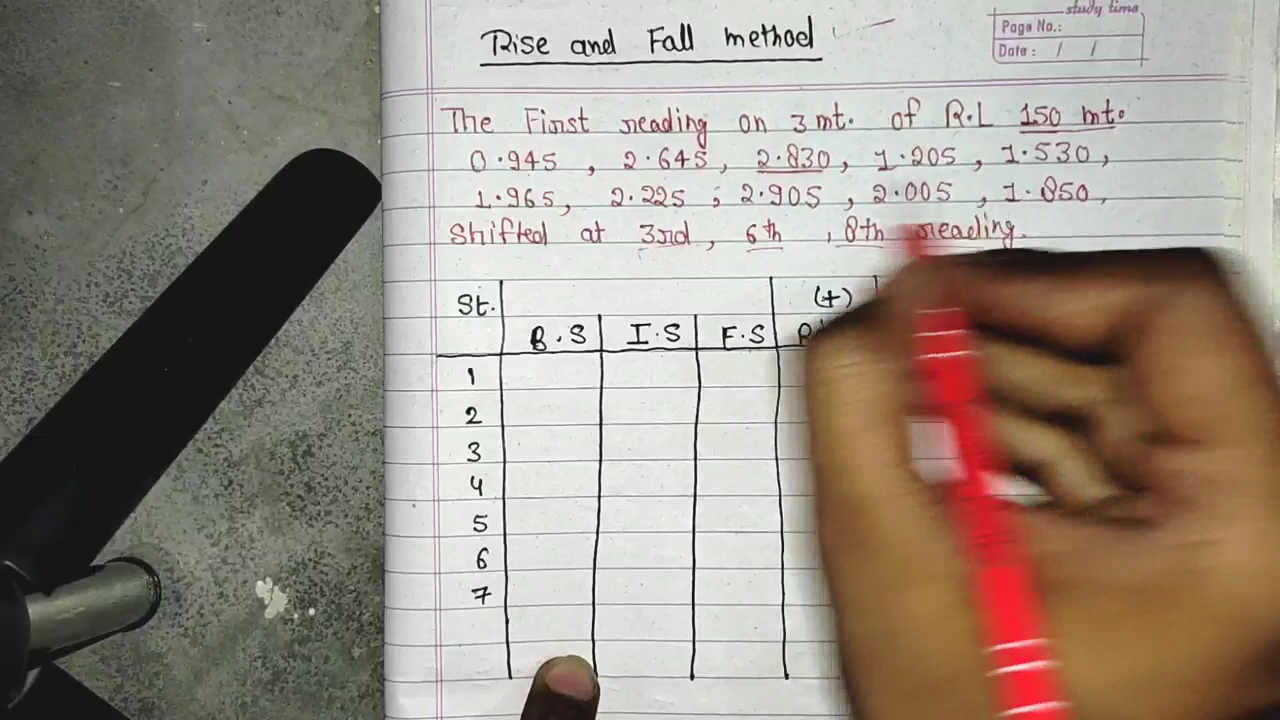 study time
Page No.:
Date : / /
Rise and Fall method
The First reading on 3 mt. of R.L 150 mt.
0.945 , 2.645 , 2.830 , 1.205 , 1.530 ,
1.965, 2.225 ; 2.905 , 2.005 , 1.850 ,
Shifted at 3rd , 6th , 8th reading.
St. (+)
B.S I.S F.S
1
2
3
4
5
6
7